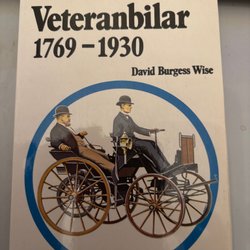 Veteranbilar
1769–1930
David Burgess Wise